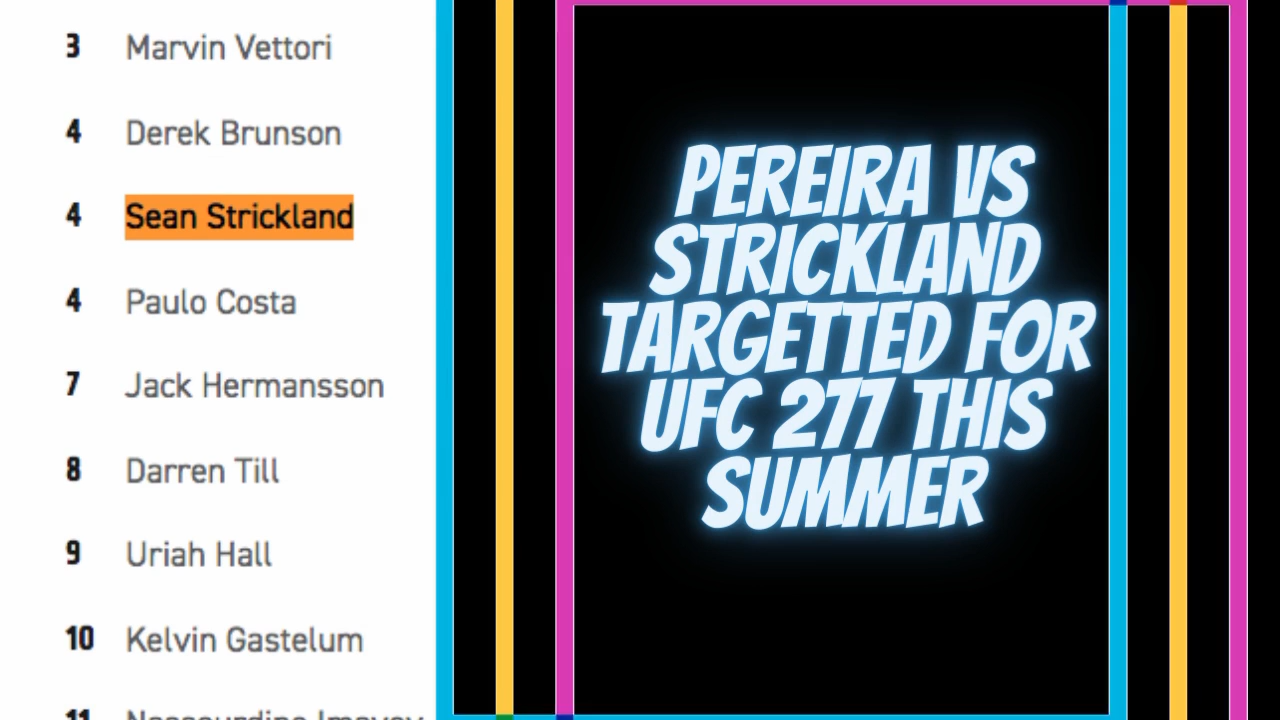 3 Marvin Vettori
4 Derek Brunson
4 Sean Strickland
4 Paulo Costa
7 Jack Hermansson
8 Darren Till
9 Uriah Hall
10 Kelvin Gastelum
11
PEREIRA VS
STRICKLAND
TARGETTED FOR
UFC 277 THIS
SUMMER